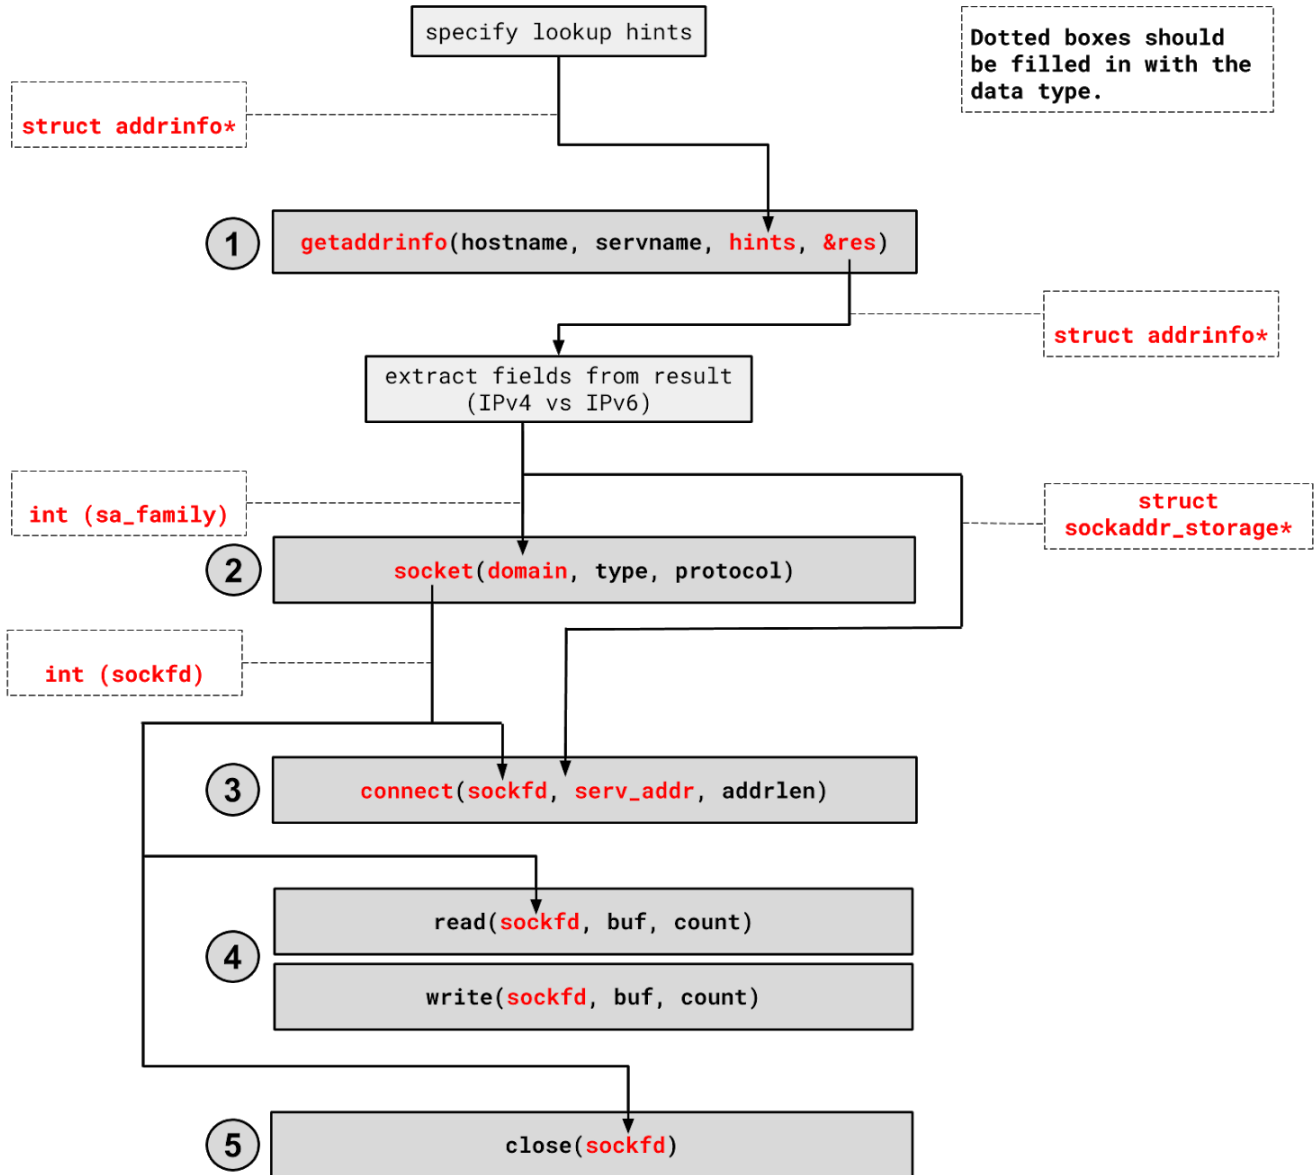 specify lookup hints
Dotted boxes should
be filled in with the
data type.
struct addrinfo*
1
getaddrinfo(hostname, servname, hints, &res)
struct addrinfo*
extract fields from result
(IPv4 vs IPv6)
int (sa_family)
struct
sockaddr_storage*
2
socket(domain, type, protocol)
int (sockfd)
3
connect(sockfd, serv_addr, addrlen)
4
read(sockfd, buf, count)
write(sockfd, buf, count)
5
close(sockfd)